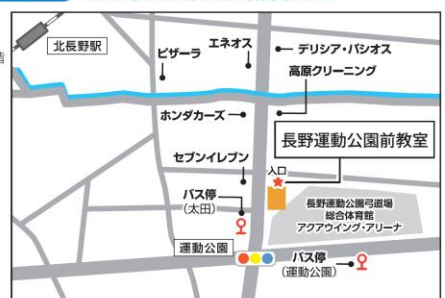 北長野駅
ピザーラ
エネオス
デリシア・パシオス
高原クリーニング
ホンダカーズ
長野運動公園前教室
セブンイレブン
入口
バス停
(太田)
長野運動公園弓道場
総合体育館
アクアウイング・アリーナ
運動公園
バス停
(運動公園)